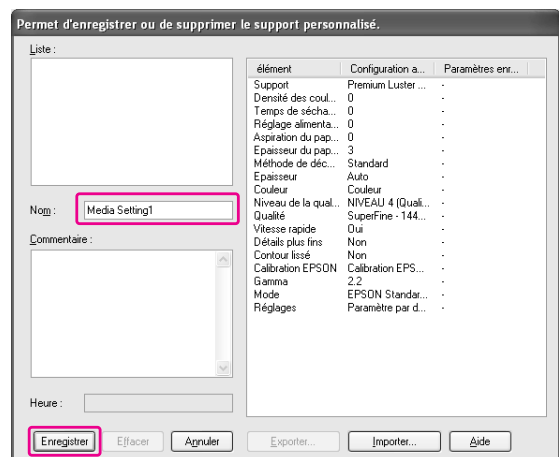 Permet d'enregistrer ou de supprimer le support personnalisé.
Liste :
Nom : Media Setting1
Commentaire :
Heure :
élément Configuration a... Paramètres enr...
Support Premium Luster ... -
Densité des coul... 0 -
Temps de sécha... 0 -
Réglage alimenta... 0 -
Aspiration du pap... 0 -
Epaisseur du pap... 3 -
Méthode de déc... Standard -
Epaisseur Auto -
Couleur Couleur -
Niveau de la qual... NIVEAU 4 (Quali... -
Qualité SuperFine - 144... -
Vitesse rapide Oui -
Détails plus fins Non -
Contour lissé Non -
Calibration EPSON Calibration EPS... -
Gamma 2.2 -
Mode EPSON Standar... -
Réglages Paramètre par d... -
Enregistrer Effacer Annuler Exporter... Importer... Aide